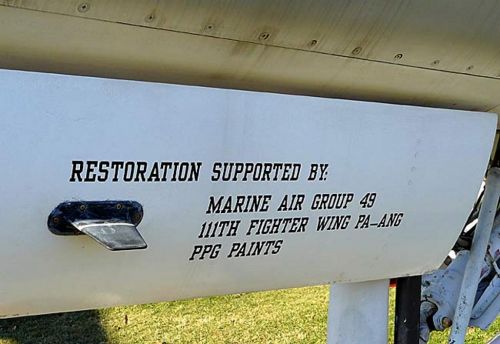 RESTORATION SUPPORTED BY:
MARINE AIR GROUP 49
111TH FIGHTER WING PA-ANG
PPG PAINTS